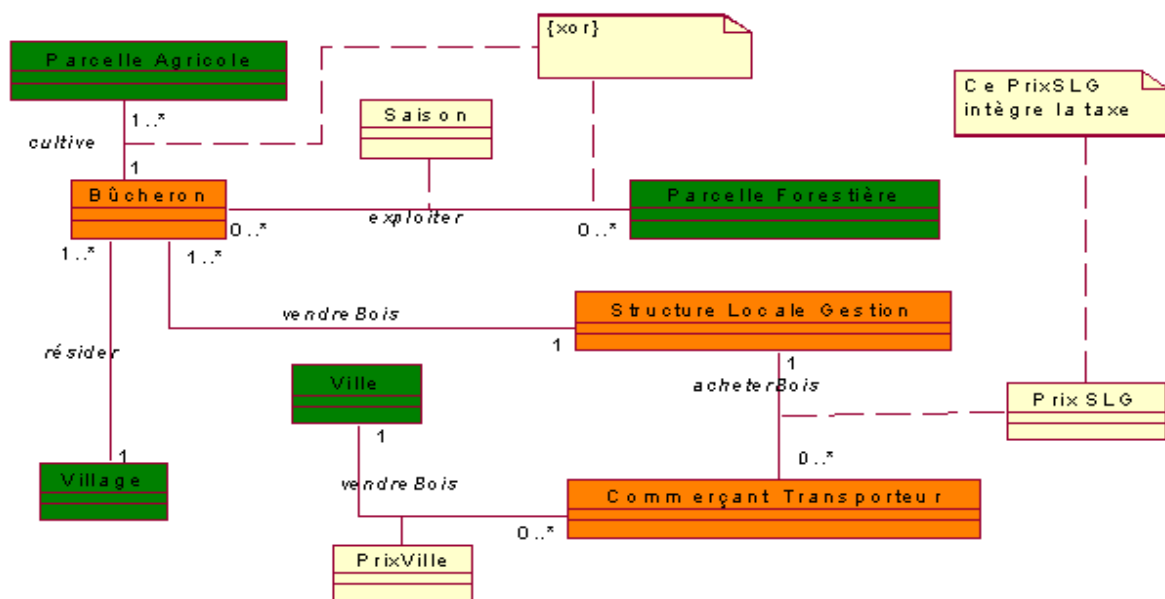 {xor}
Parcelle Agricole
Ce PrixSLG
intègre la taxe
1..*
Saison
cultive
1
Bûcheron
Parcelle Forestière
exploiter
0..*
0..*
1..*
1..*
Structure Locale Gestion
vendreBois
1
résider
1
Ville
acheterBois
PrixSLG
1
1
0..*
Village
vendreBois
Commerçant Transporteur
0..*
PrixVille